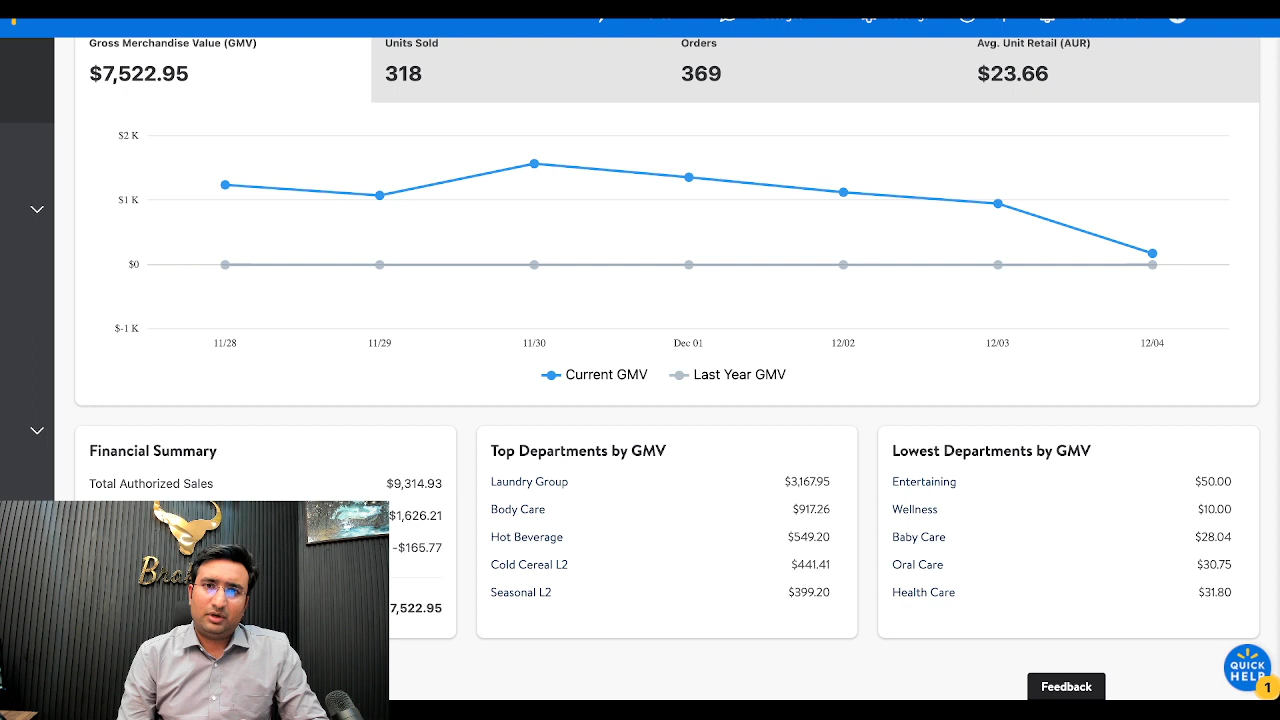 Gross Merchandise Value (GMV)
$7,522.95
Units Sold
318
Orders
369
Avg. Unit Retail (AUR)
$23.66
$2 K
$1 K
$0
$-1 K
11/28
11/29
11/30
Dec 01
12/02
12/03
12/04
Current GMV
Last Year GMV
Financial Summary
Total Authorized Sales $9,314.93
$1,626.21
-$165.77
7,522.95
Top Departments by GMV
Laundry Group $3,167.95
Body Care $917.26
Hot Beverage $549.20
Cold Cereal L2 $441.41
Seasonal L2 $399.20
Lowest Departments by GMV
Entertaining $50.00
Wellness $10.00
Baby Care $28.04
Oral Care $30.75
Health Care $31.80
Feedback
QUICK
HELP
1